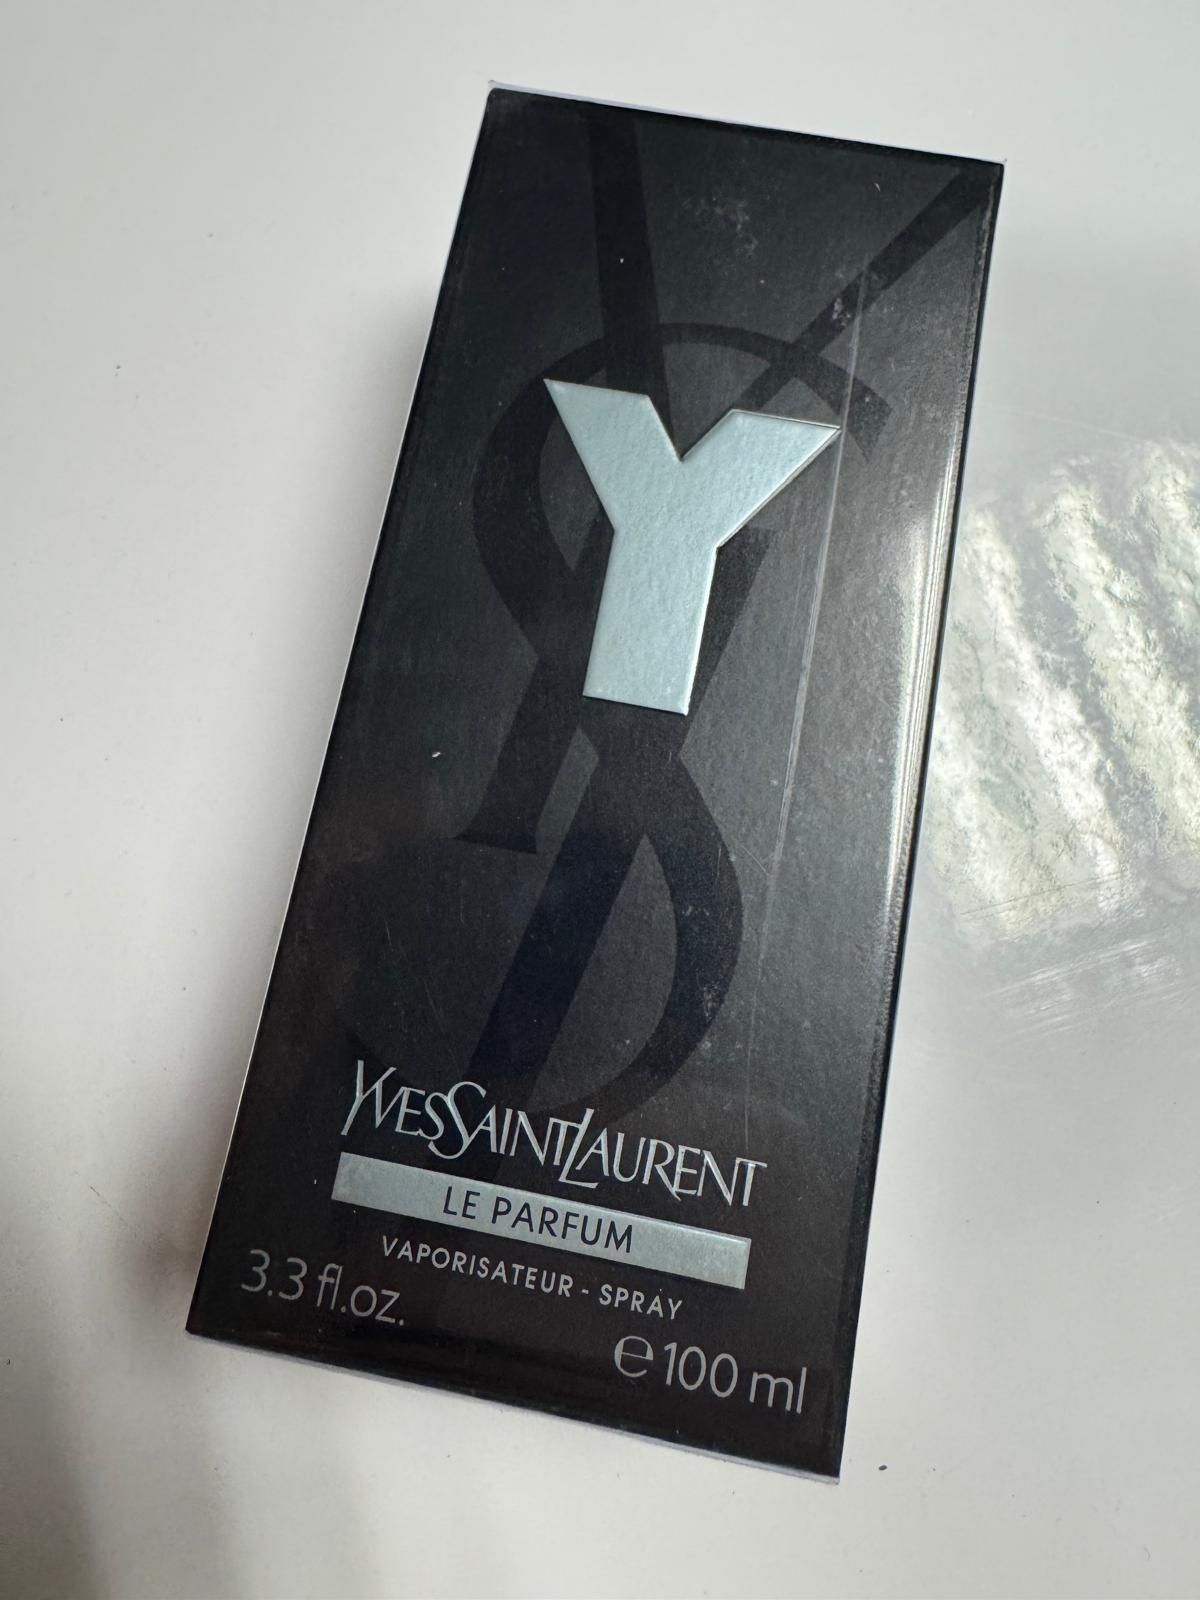 Y
YVESSAINTLAURENT
LE PARFUM
VAPORISATEUR - SPRAY
3.3 fl.oz.
℮100 ml